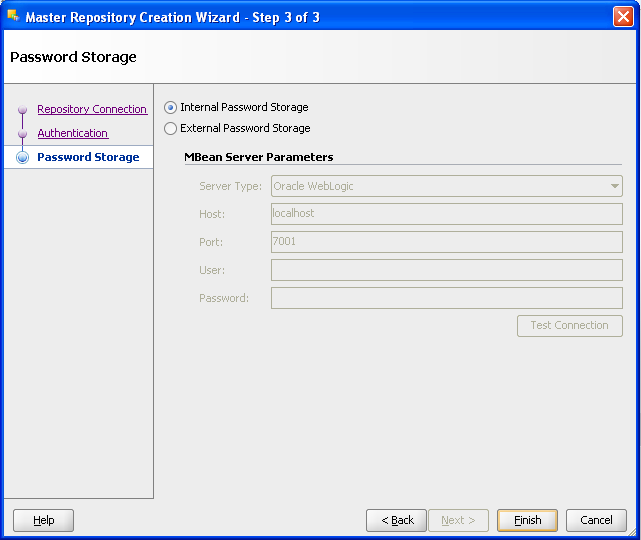 Master Repository Creation Wizard - Step 3 of 3
Password Storage
Repository Connection
Authentication
Password Storage
Internal Password Storage
External Password Storage
MBean Server Parameters
Server Type: Oracle WebLogic
Host: localhost
Port: 7001
User:
Password:
Test Connection
Help
< Back
Next >
Finish
Cancel